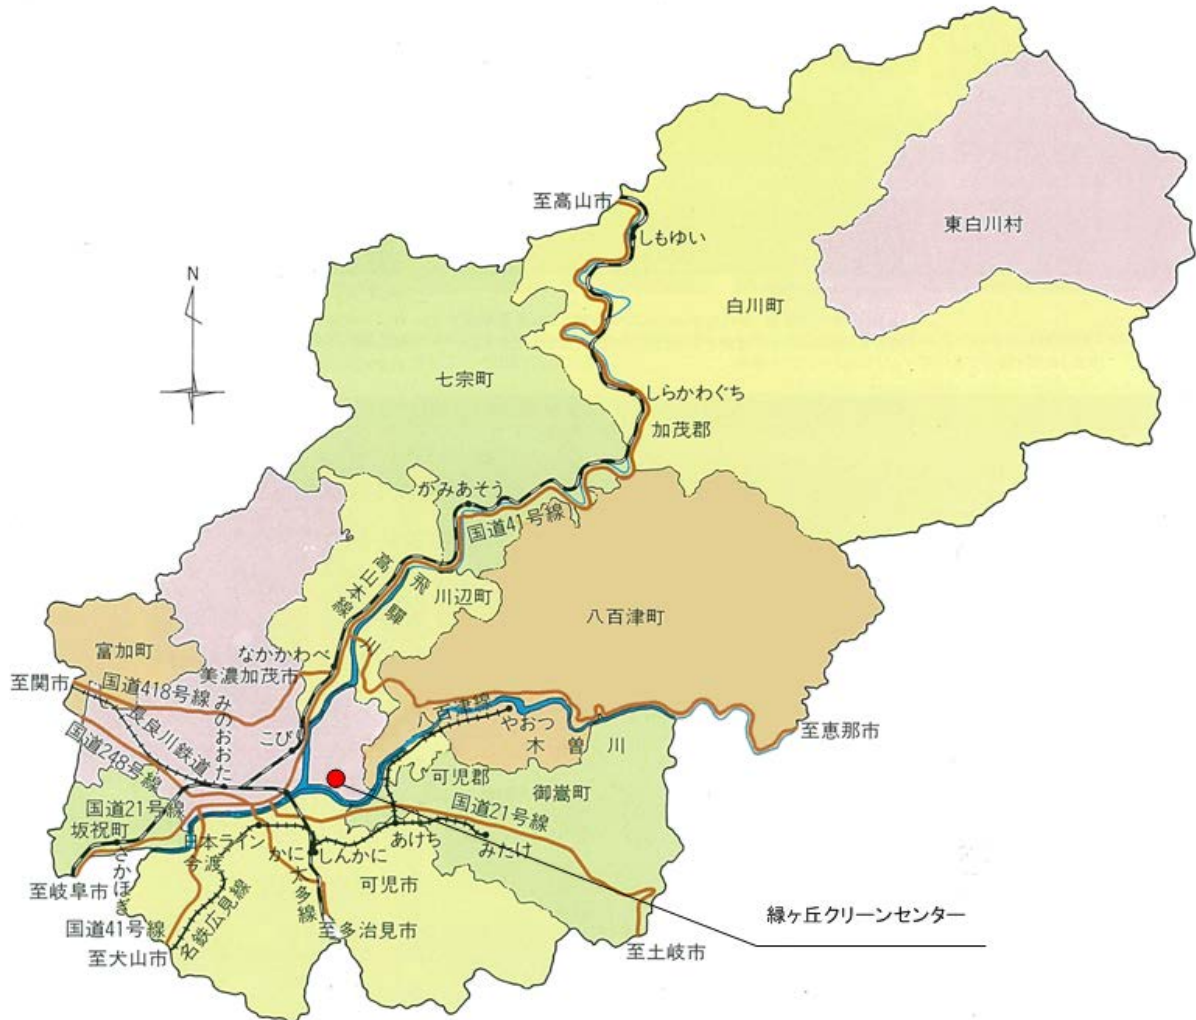 至高山市
しもゆい
東白川村
N
白川町
七宗町
しらかわぐち
加茂郡
かみあそう
国道41号線
高山本線
飛騨川
川辺町
八百津町
富加町
なかかわべ
美濃加茂市
至関市
国道418号線
みのおおた
長良川鉄道
国道248号線
こび
八百津線
やおつ
木曽川
至恵那市
可児郡
御嵩町
国道21号線
国道21号線
坂祝町
さかほぎ
日本ライン
今渡
かに
しんかに
あけち
みたけ
太多線
可児市
至岐阜市
名鉄広見線
国道41号線
至犬山市
至多治見市
至土岐市
緑ヶ丘クリーンセンター